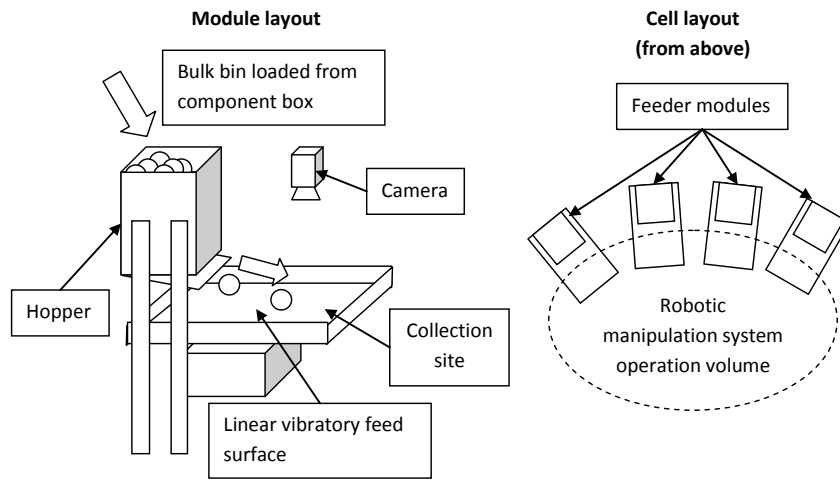 Module layout
Bulk bin loaded from
component box
Camera
Hopper
Collection
site
Linear vibratory feed
surface
Cell layout
(from above)
Feeder modules
Robotic
manipulation system
operation volume